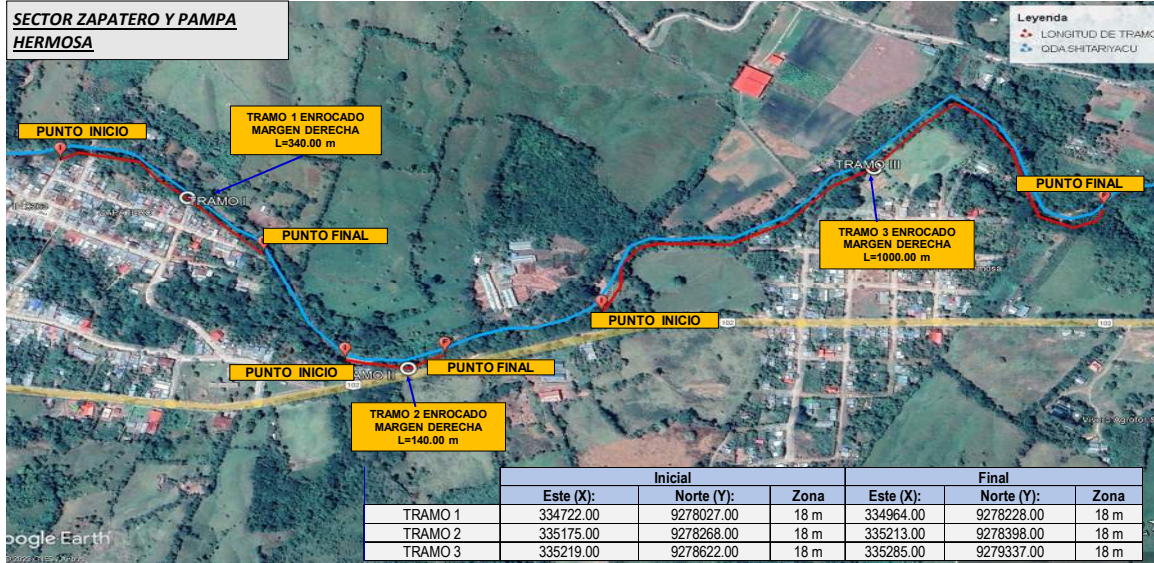 SECTOR ZAPATERO Y PAMPA
HERMOSA
Leyenda
LONGITUD DE TRAMO
QDA SHITARIYACU
PUNTO INICIO
TRAMO 1 ENROCADO
MARGEN DERECHA
L=340.00 m
TRAMO I
PUNTO FINAL
TRAMO III
PUNTO FINAL
TRAMO 3 ENROCADO
MARGEN DERECHA
L=1000.00 m
PUNTO INICIO
102
102
PUNTO INICIO
PUNTO FINAL
102
TRAMO 2 ENROCADO
MARGEN DERECHA
L=140.00 m
Inicial Final
Este (X): Norte (Y): Zona Este (X): Norte (Y): Zona
TRAMO 1 334722.00 9278027.00 18 m 334964.00 9278228.00 18 m
TRAMO 2 335175.00 9278268.00 18 m 335213.00 9278398.00 18 m
TRAMO 3 335219.00 9278622.00 18 m 335285.00 9279337.00 18 m
oogle Earth